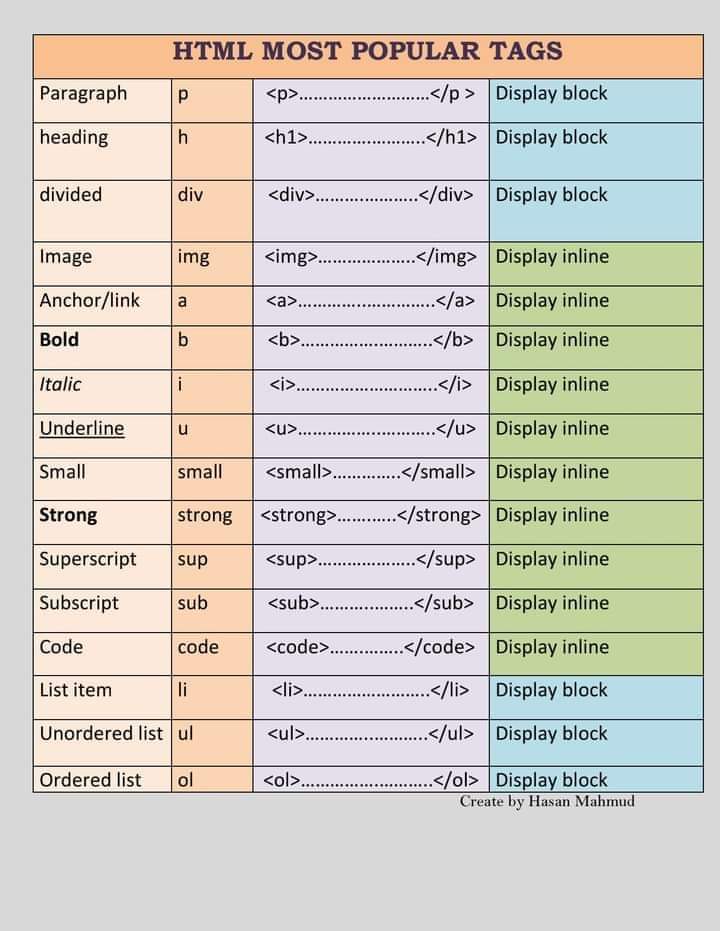 HTML MOST POPULAR TAGS
Paragraph p <p>...........................</p > Display block
heading h <h1>........................</h1> Display block
divided div <div>.....................</div> Display block
Image img <img>....................</img> Display inline
Anchor/link a <a>............................</a> Display inline
Bold b <b>...........................</b> Display inline
Italic i <i>.............................</i> Display inline
Underline u <u>............................</u> Display inline
Small small <small>..............</small> Display inline
Strong strong <strong>............</strong> Display inline
Superscript sup <sup>....................</sup> Display inline
Subscript sub <sub>...................</sub> Display inline
Code code <code>...............</code> Display inline
List item li <li>..........................</li> Display block
Unordered list ul <ul>.........................</ul> Display block
Ordered list ol <ol>...........................</ol> Display block
Create by Hasan Mahmud